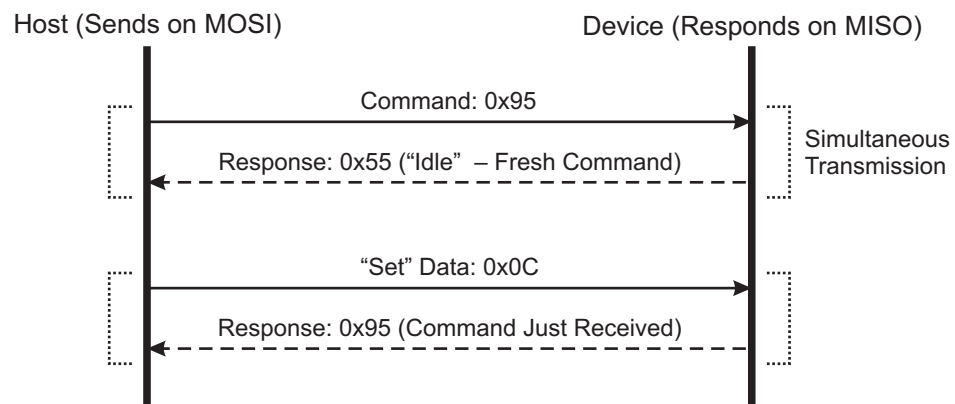 Host (Sends on MOSI)
Device (Responds on MISO)
Command: 0x95
Response: 0x55 (“Idle” – Fresh Command)
Simultaneous
Transmission
“Set” Data: 0x0C
Response: 0x95 (Command Just Received)